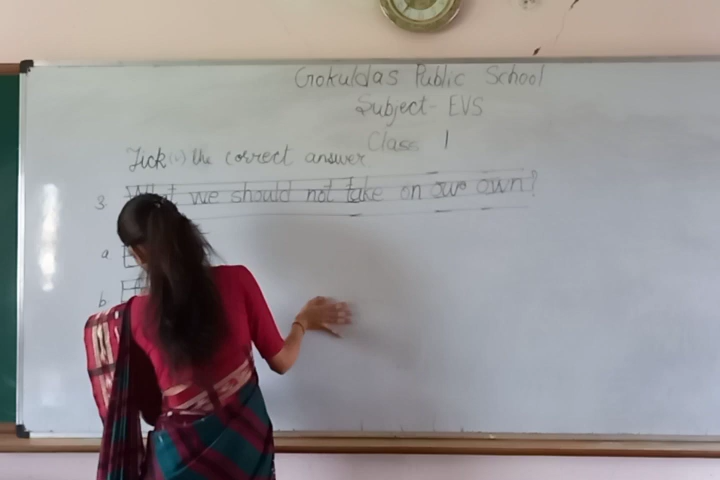 Gokuldas Public School
Subject- EVS
Class 1
Tick (✓) the correct answer
3 What we should not take on our own?
a
b